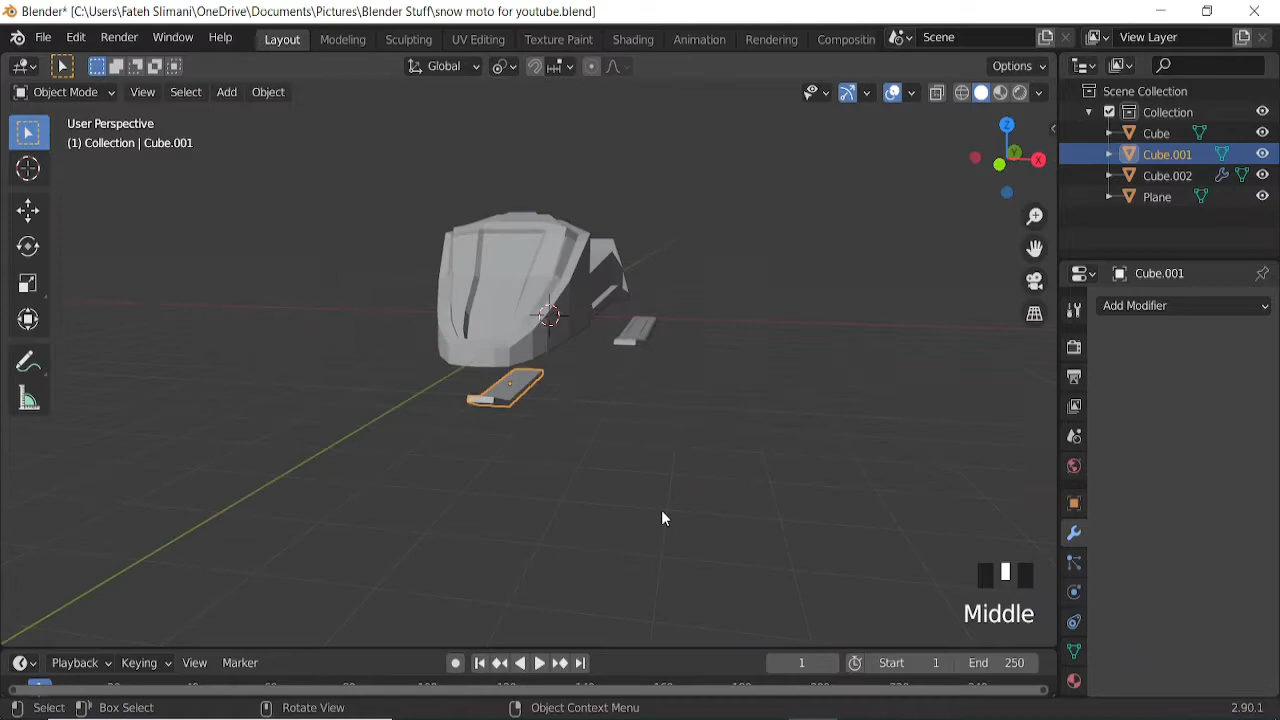 Blender* [C:\Users\Fateh Slimani\OneDrive\Documents\Pictures\Blender Stuff\snow moto for youtube.blend]
File Edit Render Window Help Layout Modeling Sculpting UV Editing Texture Paint Shading Animation Rendering Compositin Scene View Layer
Global Options
Object Mode View Select Add Object
User Perspective
(1) Collection | Cube.001
Z
Y
X
Scene Collection
Collection
Cube
Cube.001
Cube.002
Plane
Cube.001
Add Modifier
Middle
Playback Keying View Marker 1 Start 1 End 250
Select Box Select Rotate View Object Context Menu 2.90.1